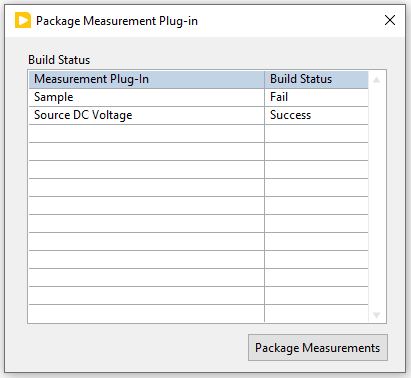 Package Measurement Plug-in
Build Status
Measurement Plug-In Build Status
Sample Fail
Source DC Voltage Success
Package Measurements